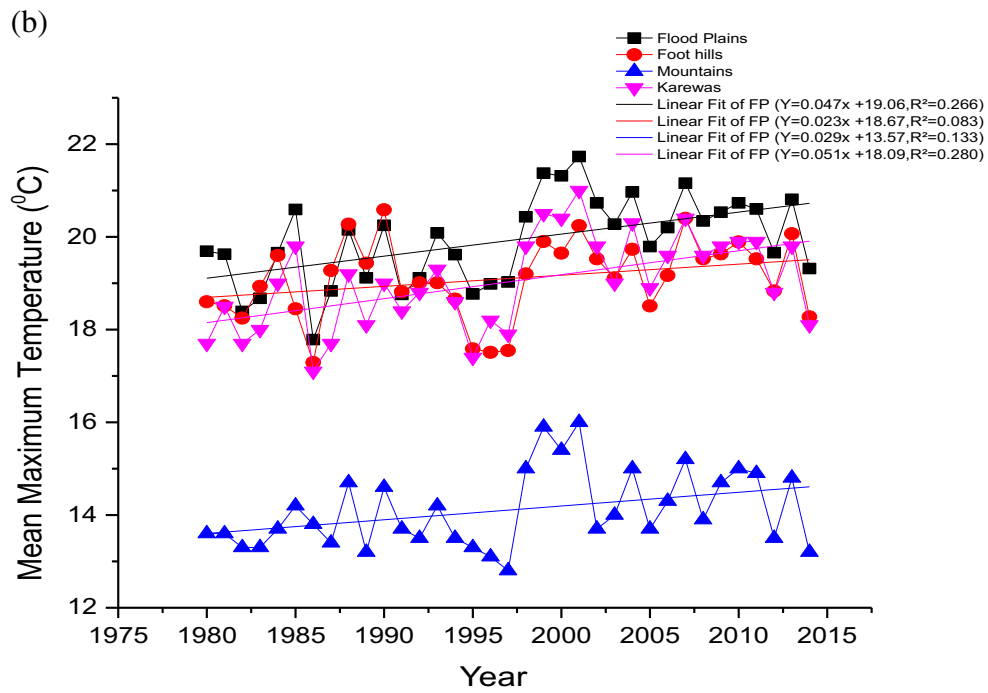 (b)
Flood Plains
Foot hills
Mountains
Karewas
Linear Fit of FP (Y=0.047x +19.06,R²=0.266)
Linear Fit of FP (Y=0.023x +18.67,R²=0.083)
Linear Fit of FP (Y=0.029x +13.57,R²=0.133)
Linear Fit of FP (Y=0.051x +18.09,R²=0.280)
Mean Maximum Temperature (⁰C)
22
20
18
16
14
12
1975 1980 1985 1990 1995 2000 2005 2010 2015
Year